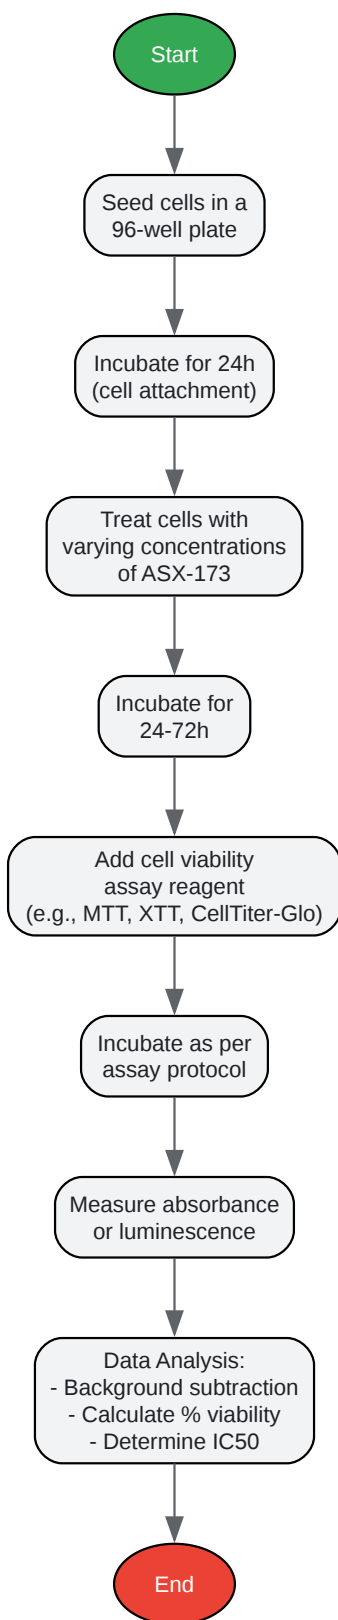 Start
Seed cells in a
96-well plate
Incubate for 24h
(cell attachment)
Treat cells with
varying concentrations
of ASX-173
Incubate for
24-72h
Add cell viability
assay reagent
(e.g., MTT, XTT, CellTiter-Glo)
Incubate as per
assay protocol
Measure absorbance
or luminescence
Data Analysis:
- Background subtraction
- Calculate % viability
- Determine IC50
End